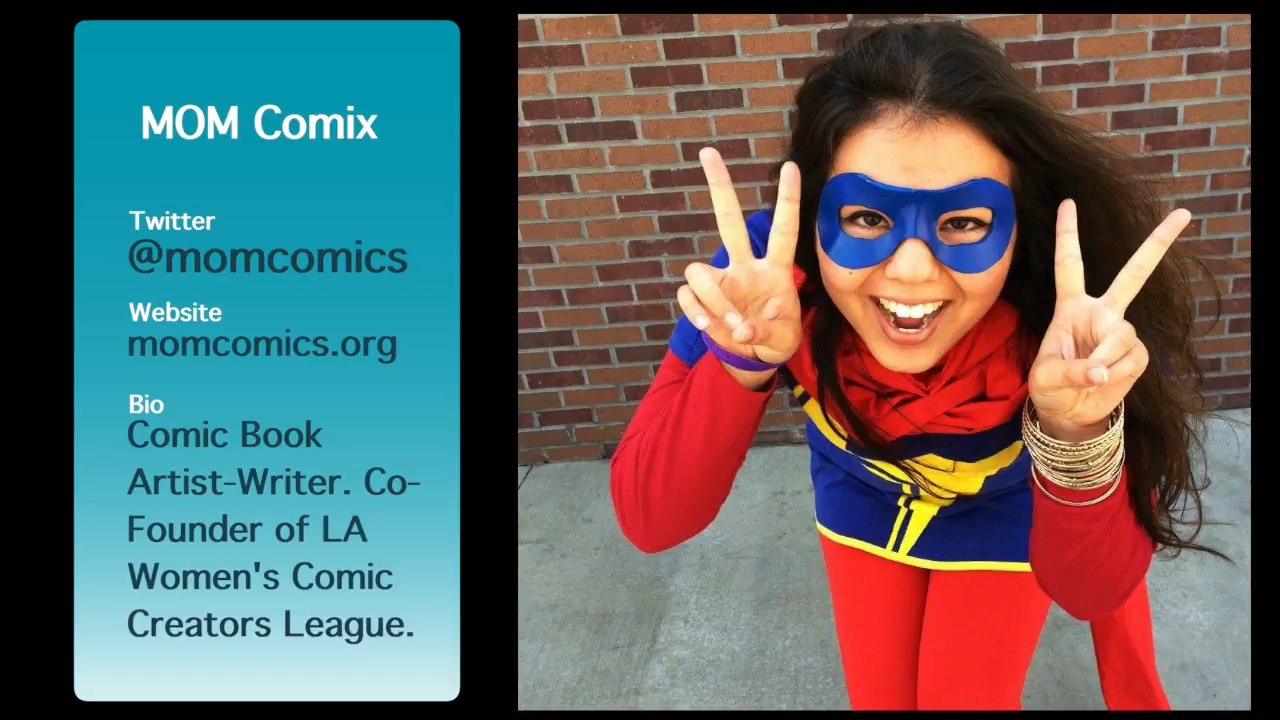 MOM Comix
Twitter
@momcomics
Website
momcomics.org
Bio
Comic Book
Artist-Writer. Co-
Founder of LA
Women's Comic
Creators League.